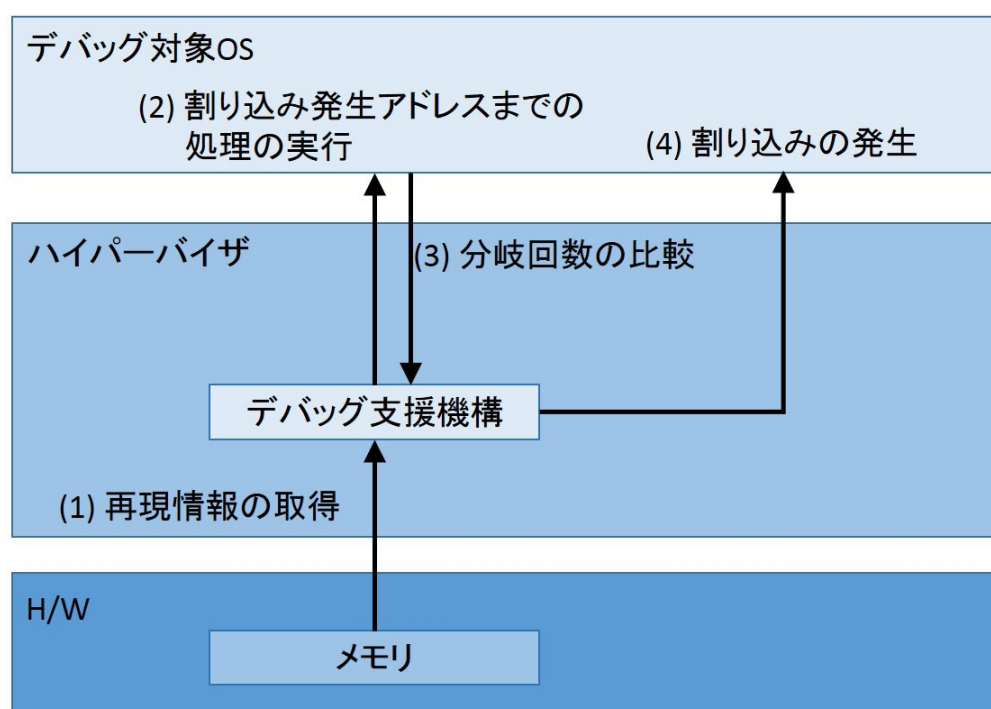 デバッグ対象OS
(2) 割り込み発生アドレスまでの
処理の実行
(4) 割り込みの発生
ハイパーバイザ
(3) 分岐回数の比較
デバッグ支援機構
(1) 再現情報の取得
H/W
メモリ